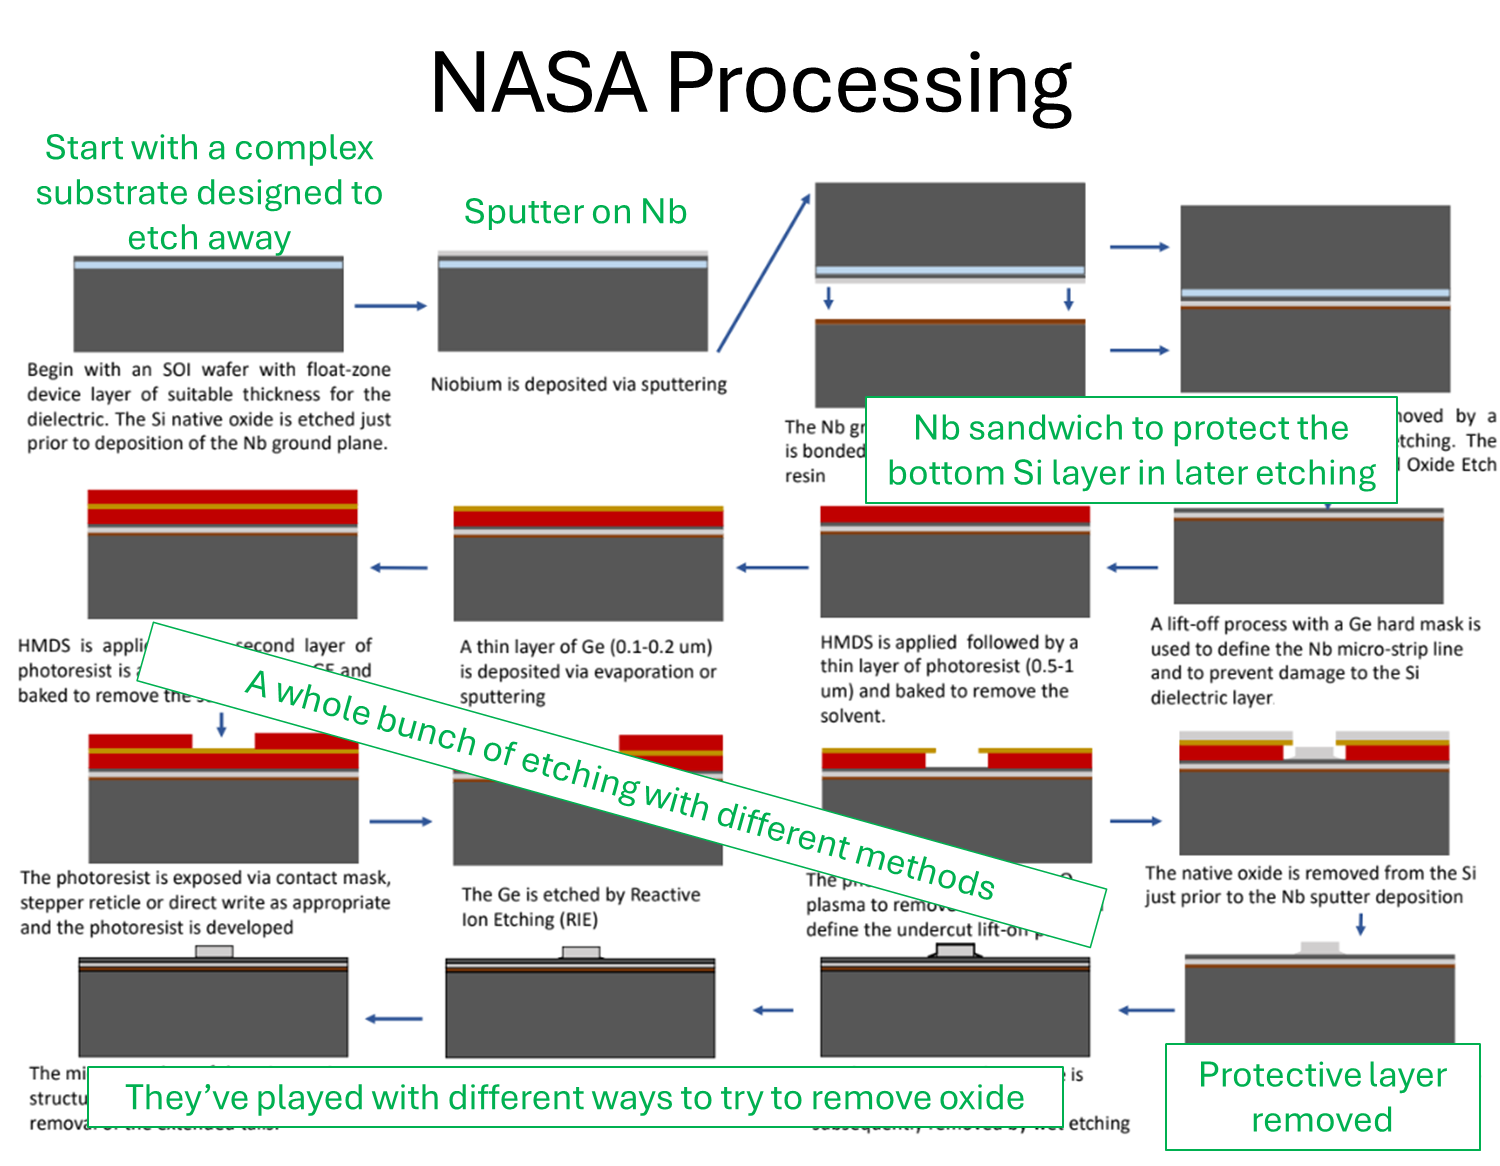 NASA Processing
Start with a complex
substrate designed to
etch away
Sputter on Nb
Begin with an SOI wafer with float-zone
device layer of suitable thickness for the
dielectric. The Si native oxide is etched just
prior to deposition of the Nb ground plane.
Niobium is deposited via sputtering
The Nb
is bonded
resin
Nb sandwich to protect the
bottom Si layer in later etching
by a
etching. The
Oxide Etch
HMDS is second layer of
photoresist is and
baked to remove the
A thin layer of Ge (0.1-0.2 um)
is deposited via evaporation or
sputtering
HMDS is applied followed by a
thin layer of photoresist (0.5-1
um) and baked to remove the
solvent.
A lift-off process with a Ge hard mask is
used to define the Nb micro-strip line
and to prevent damage to the Si
dielectric layer
A whole bunch of etching with different methods
The photoresist is exposed via contact mask,
stepper reticle or direct write as appropriate
and the photoresist is developed
The Ge is etched by Reactive
Ion Etching (RIE)
The
plasma to
define the undercut lift-off
The native oxide is removed from the Si
just prior to the Nb sputter deposition
The
is
subsequently removed by wet etching
They've played with different ways to try to remove oxide
Protective layer
removed